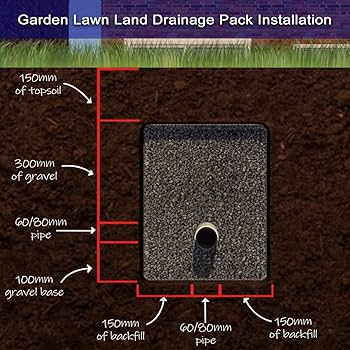 Garden Lawn Land Drainage Pack Installation
150mm
of topsoil
300mm
of gravel
60/80mm
pipe
100mm
gravel base
150mm
of backfill
60/80mm
pipe
150mm
of backfill